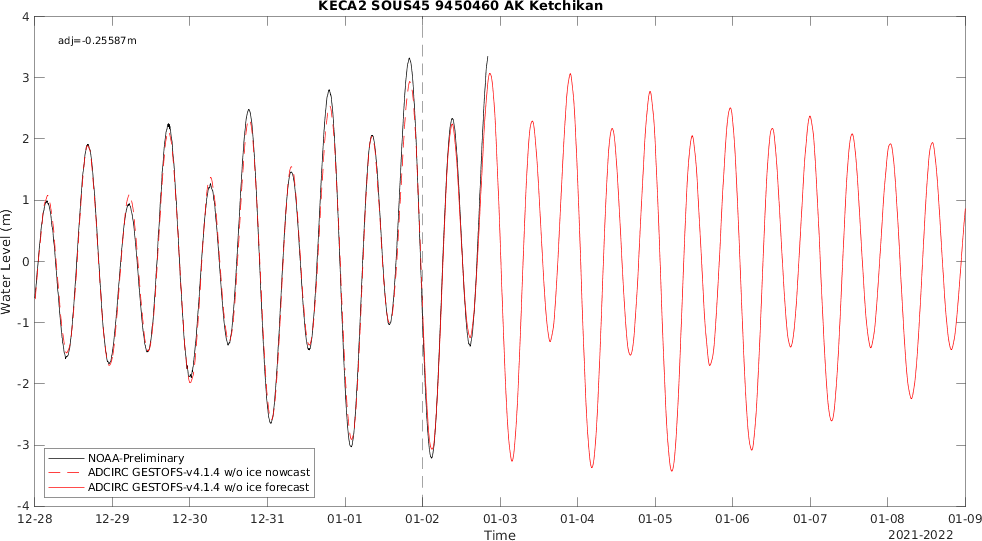 KECA2 SOUS45 9450460 AK Ketchikan
adj=-0.25587m
4
3
2
1
0
-1
-2
-3
-4
Water Level (m)
NOAA-Preliminary
ADCIRC GESTOFS-v4.1.4 w/o ice nowcast
ADCIRC GESTOFS-v4.1.4 w/o ice forecast
12-28 12-29 12-30 12-31 01-01 01-02 01-03 01-04 01-05 01-06 01-07 01-08 01-09
Time
2021-2022